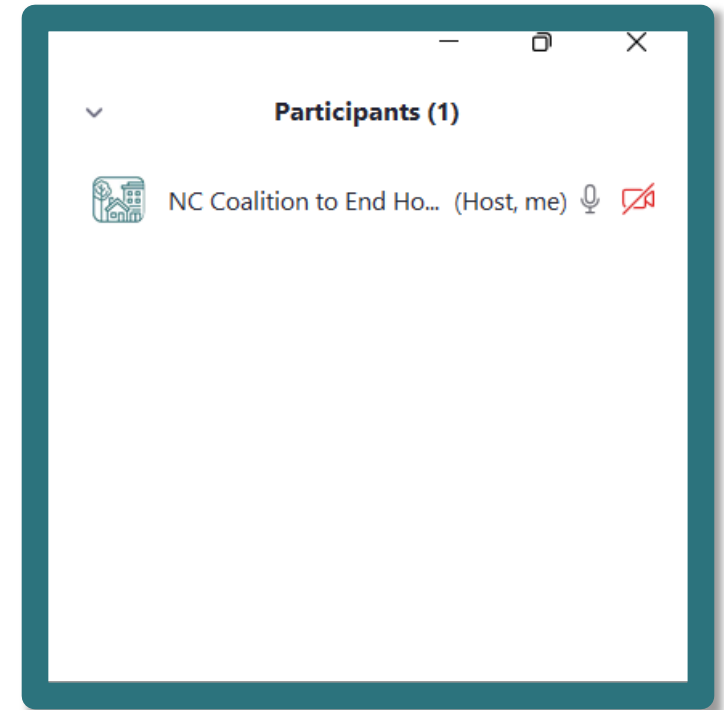 Participants (1)
NC Coalition to End Ho... (Host, me)